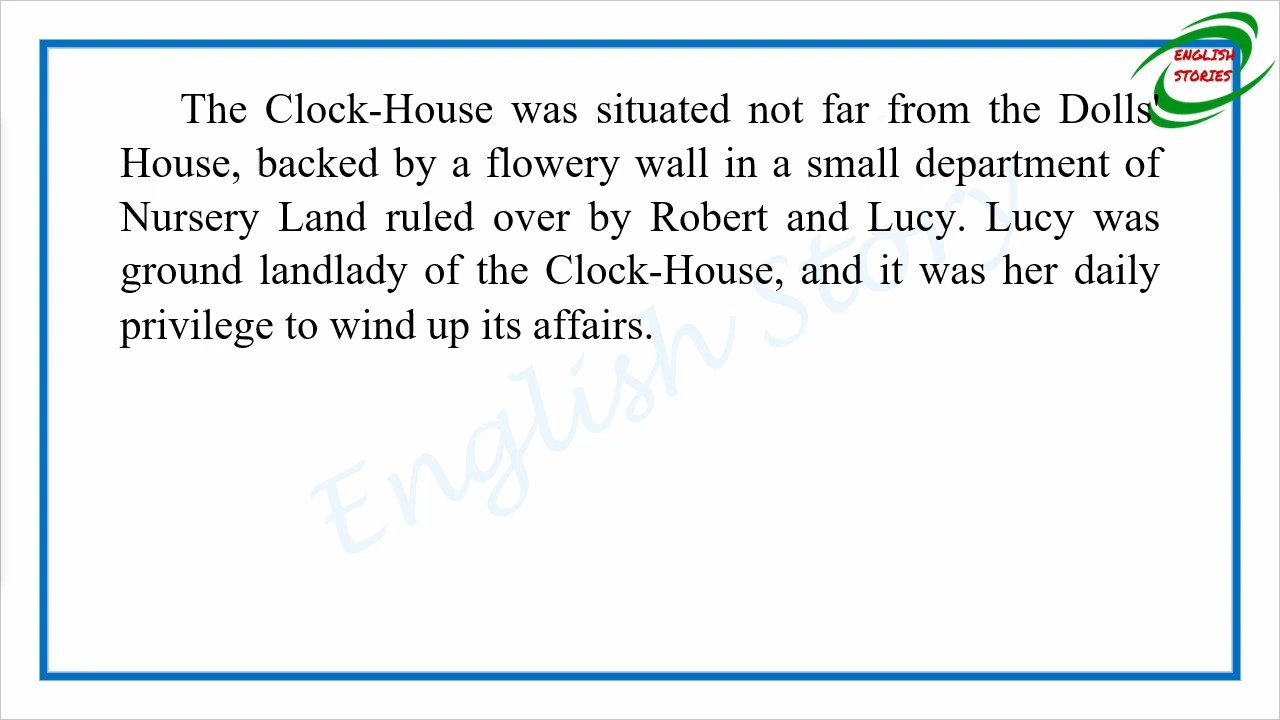 ENGLISH
STORIES
The Clock-House was situated not far from the Dolls'
House, backed by a flowery wall in a small department of
Nursery Land ruled over by Robert and Lucy. Lucy was
ground landlady of the Clock-House, and it was her daily
privilege to wind up its affairs.
English Story